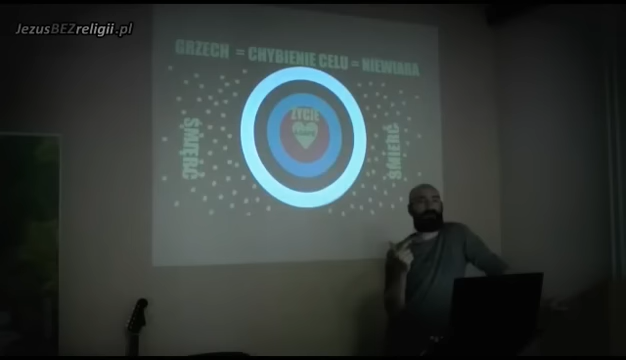 JezusBEZreligii.pl
GRZECH = CHYBIENIE CELU = NIEWIARA
ŻYCIE
ŚMIERĆ
ŚMIERĆ